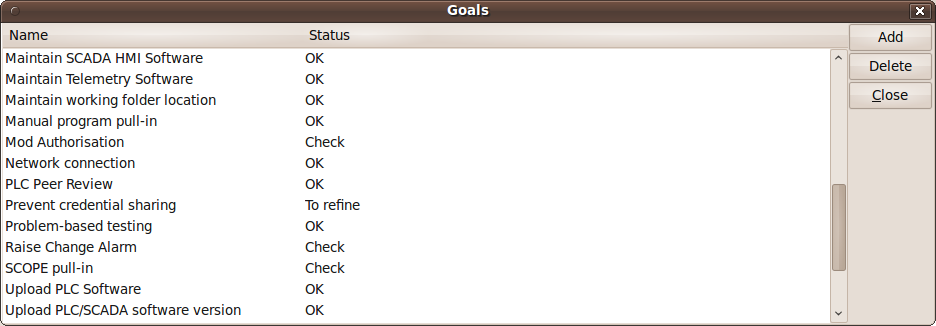 Goals
Name Status Add
Maintain SCADA HMI Software OK
Maintain Telemetry Software OK Delete
Maintain working folder location OK Close
Manual program pull-in OK
Mod Authorisation Check
Network connection OK
PLC Peer Review OK
Prevent credential sharing To refine
Problem-based testing OK
Raise Change Alarm Check
SCOPE pull-in Check
Upload PLC Software OK
Upload PLC/SCADA software version OK